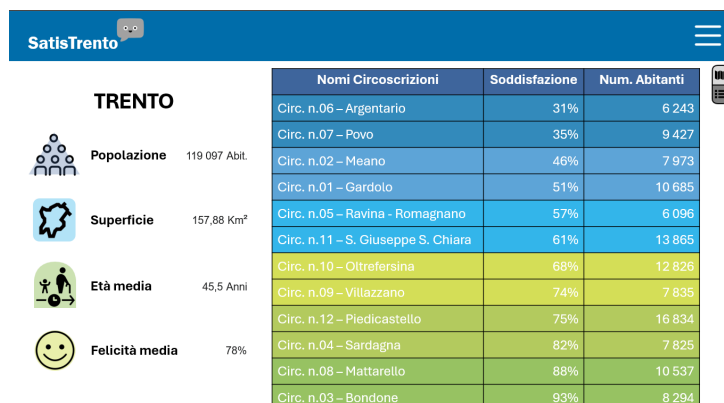 SatisTrento
TRENTO
Popolazione 119 097 Abit.
Superficie 157,88 Km²
Età media 45,5 Anni
Felicità media 78%
Nomi Circoscrizioni Soddisfazione Num. Abitanti
Circ. n.06 – Argentario 31% 6 243
Circ. n.07 – Povo 35% 9 427
Circ. n.02 – Meano 46% 7 973
Circ. n.01 – Gardolo 51% 10 685
Circ. n.05 – Ravina - Romagnano 57% 6 096
Circ. n.11 – S. Giuseppe S. Chiara 61% 13 865
Circ. n.10 – Oltrefersina 68% 12 826
Circ. n.09 – Villazzano 74% 7 835
Circ. n.12 – Piedicastello 75% 16 834
Circ. n.04 – Sardagna 82% 7 825
Circ. n.08 – Mattarello 88% 10 537
Circ. n.03 – Bondone 93% 8 294